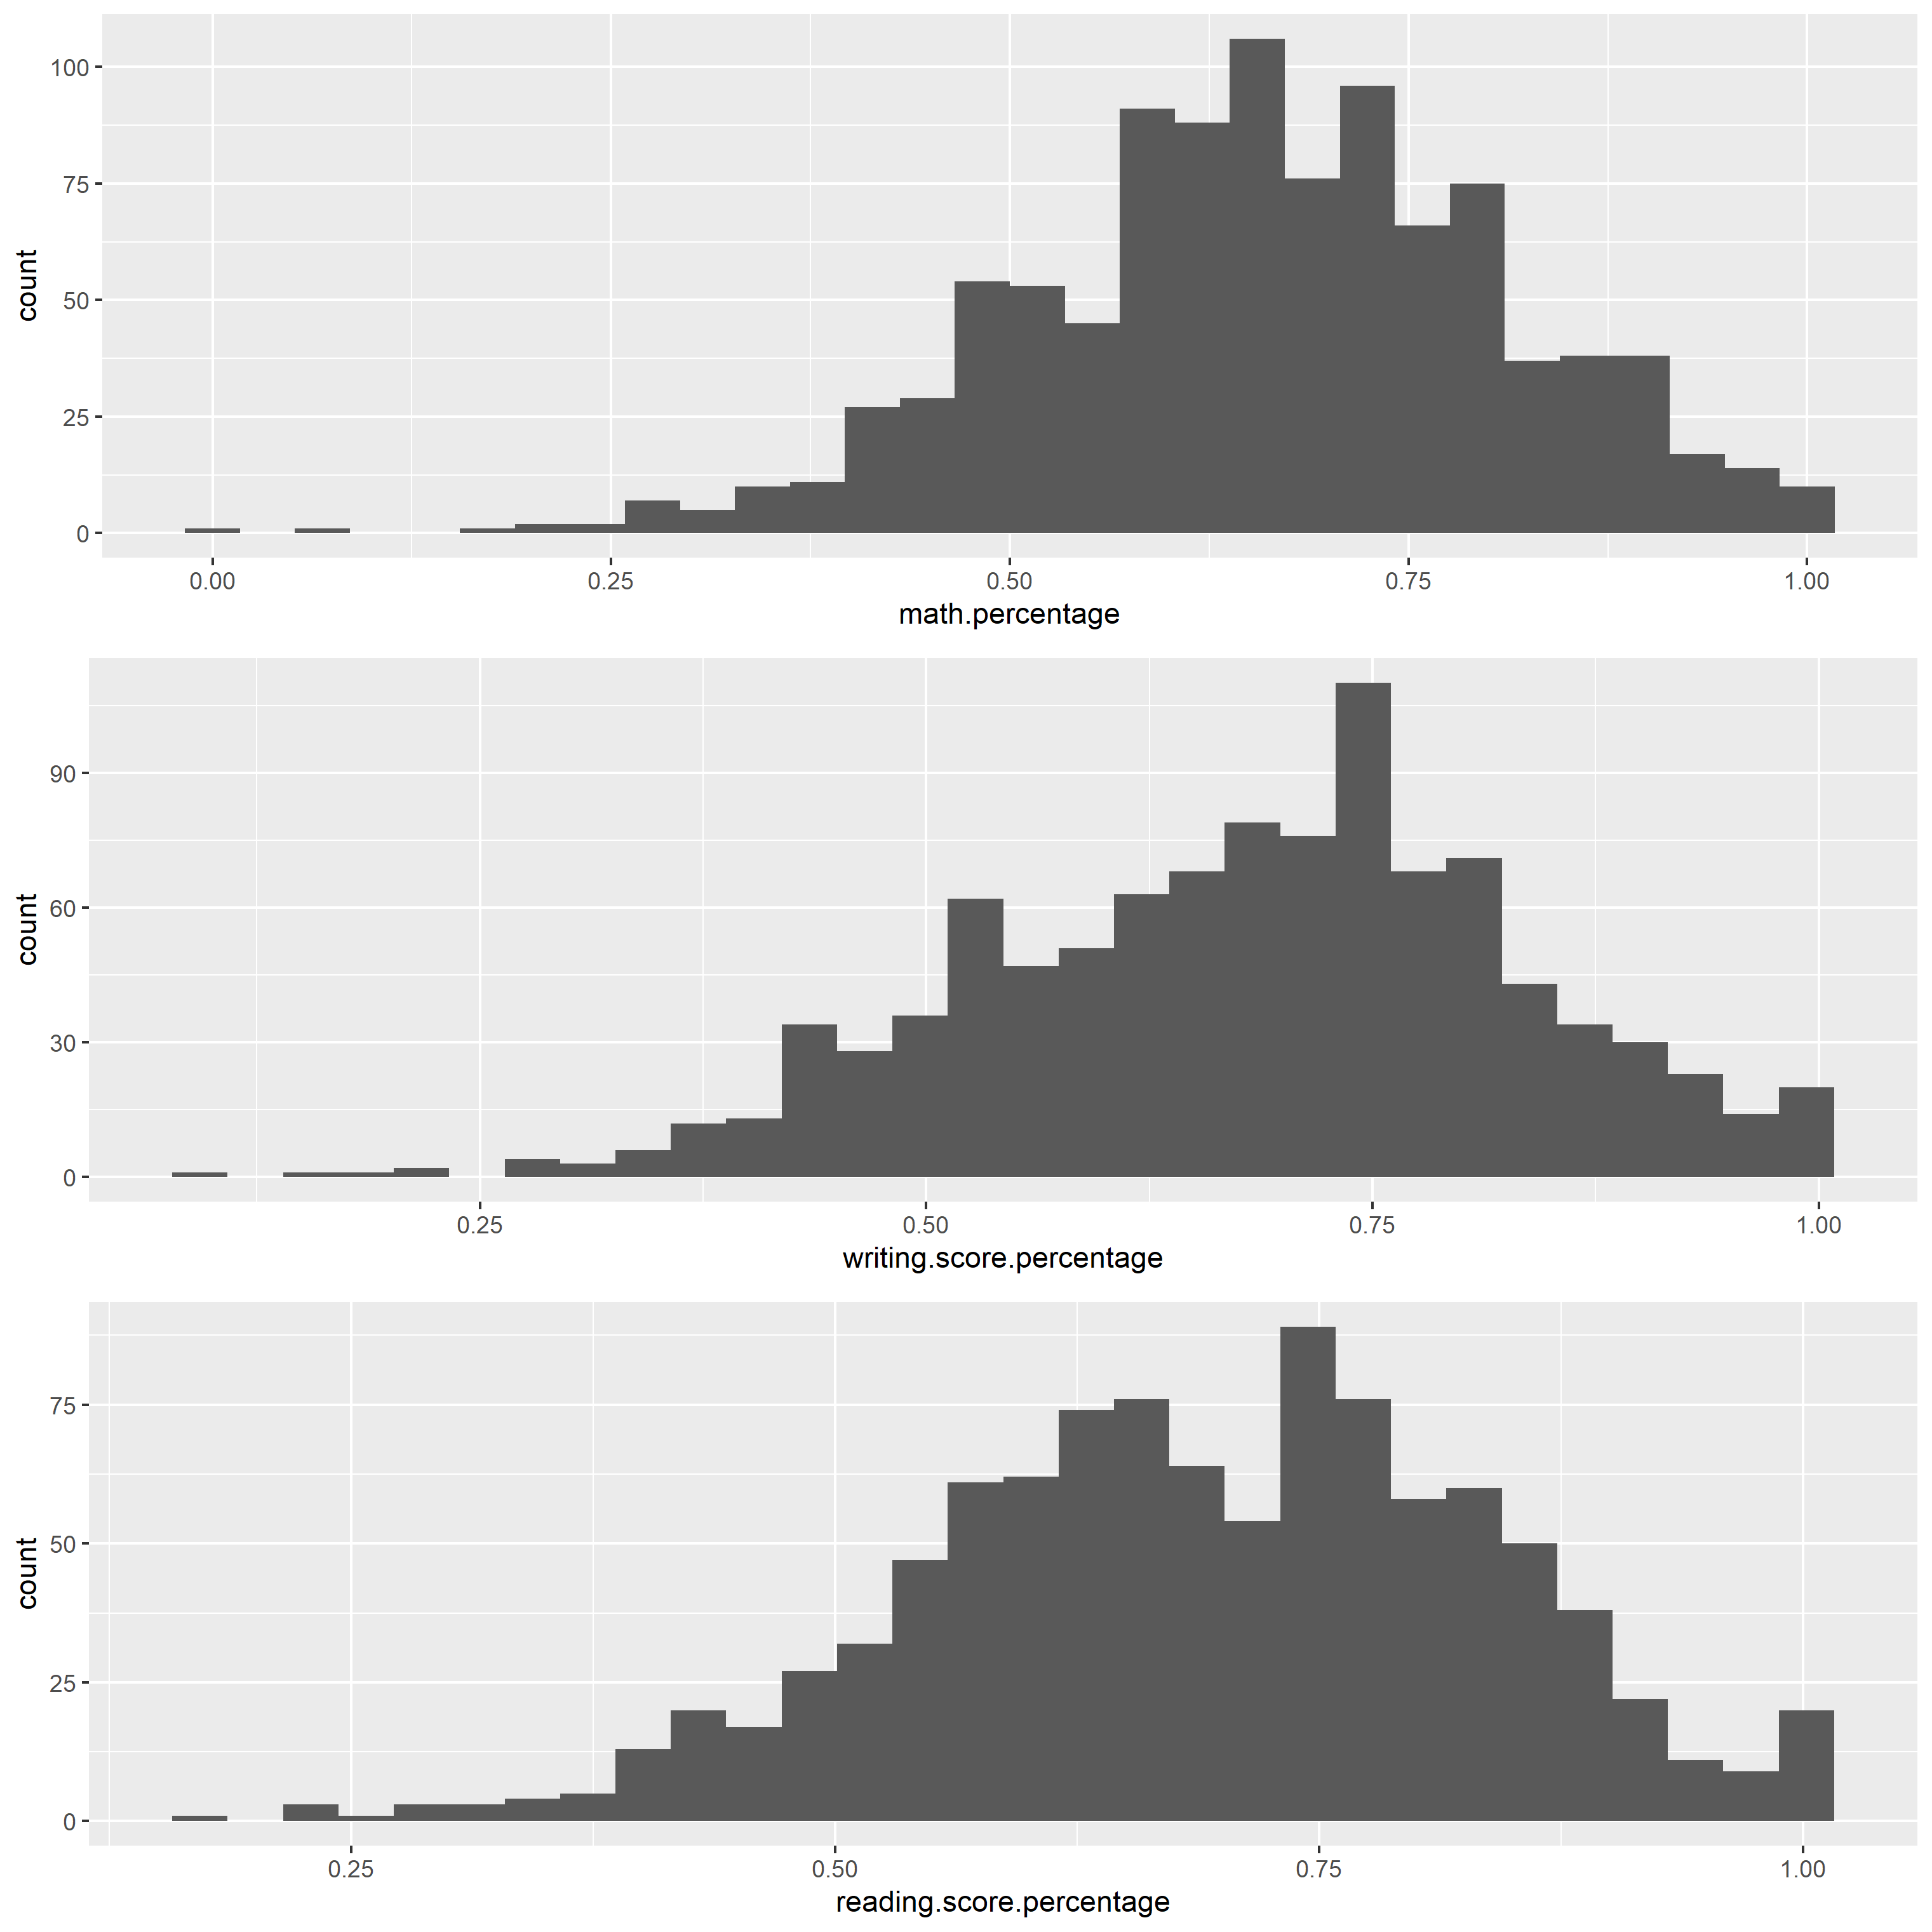 100
75
50
25
0
count
0.00 0.25 0.50 0.75 1.00
math.percentage
90
60
30
0
count
0.25 0.50 0.75 1.00
writing.score.percentage
75
50
25
0
count
0.25 0.50 0.75 1.00
reading.score.percentage